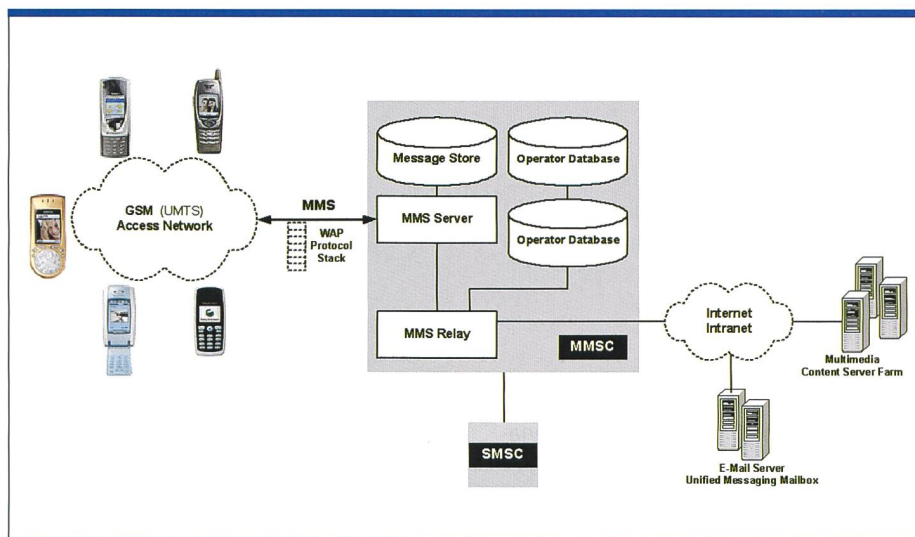 GSM (UMTS)
Access Network
MMS
WAP
Protocol
Stack
Message Store
Operator Database
MMS Server
Operator Database
MMS Relay
MMSC
SMSC
Internet
Intranet
Multimedia
Content Server Farm
E-Mail Server
Unified Messaging Mailbox